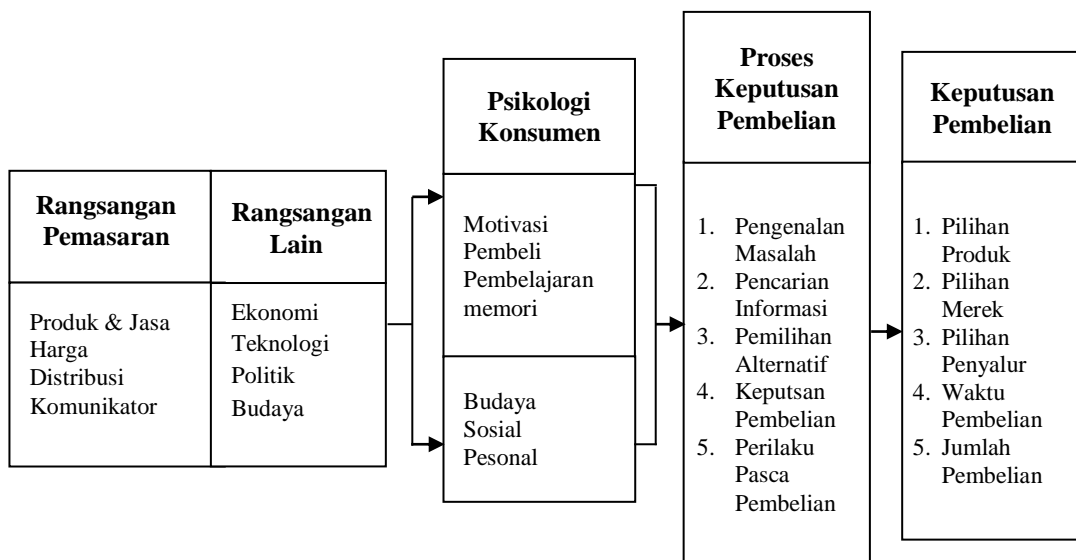 Rangsangan
Pemasaran
Produk & Jasa
Harga
Distribusi
Komunikator
Rangsangan
Lain
Ekonomi
Teknologi
Politik
Budaya
Psikologi
Konsumen
Motivasi
Pembeli
Pembelajaran
memori
Budaya
Sosial
Pesonal
Proses
Keputusan
Pembelian
1. Pengenalan
Masalah
2. Pencarian
Informasi
3. Pemilihan
Alternatif
4. Keputsan
Pembelian
5. Perilaku
Pasca
Pembelian
Keputusan
Pembelian
1. Pilihan
Produk
2. Pilihan
Merek
3. Pilihan
Penyalur
4. Waktu
Pembelian
5. Jumlah
Pembelian